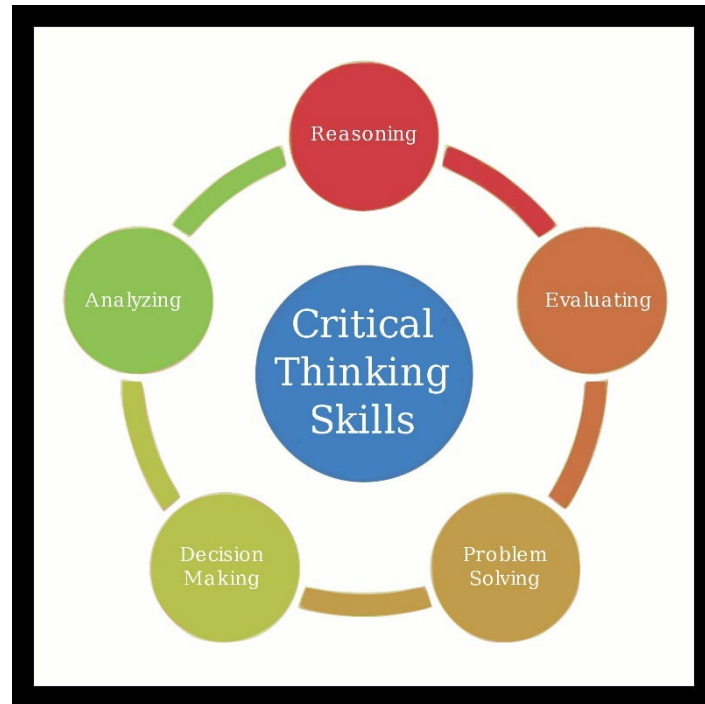 Reasoning
Evaluating
Problem
Solving
Decision
Making
Analyzing
Critical
Thinking
Skills